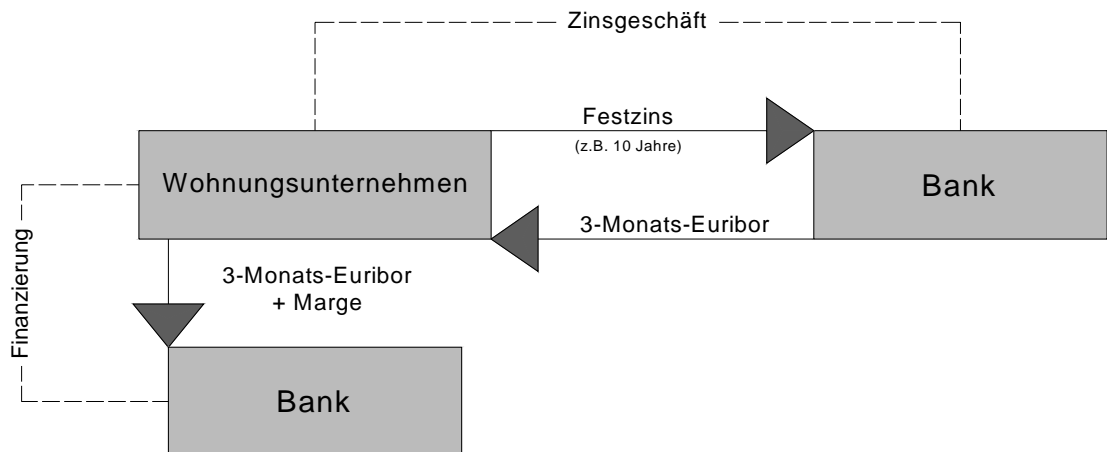 Zinsgeschäft
Festzins
(z.B. 10 Jahre)
Wohnungsunternehmen
Bank
3-Monats-Euribor
Finanzierung
3-Monats-Euribor
+ Marge
Bank